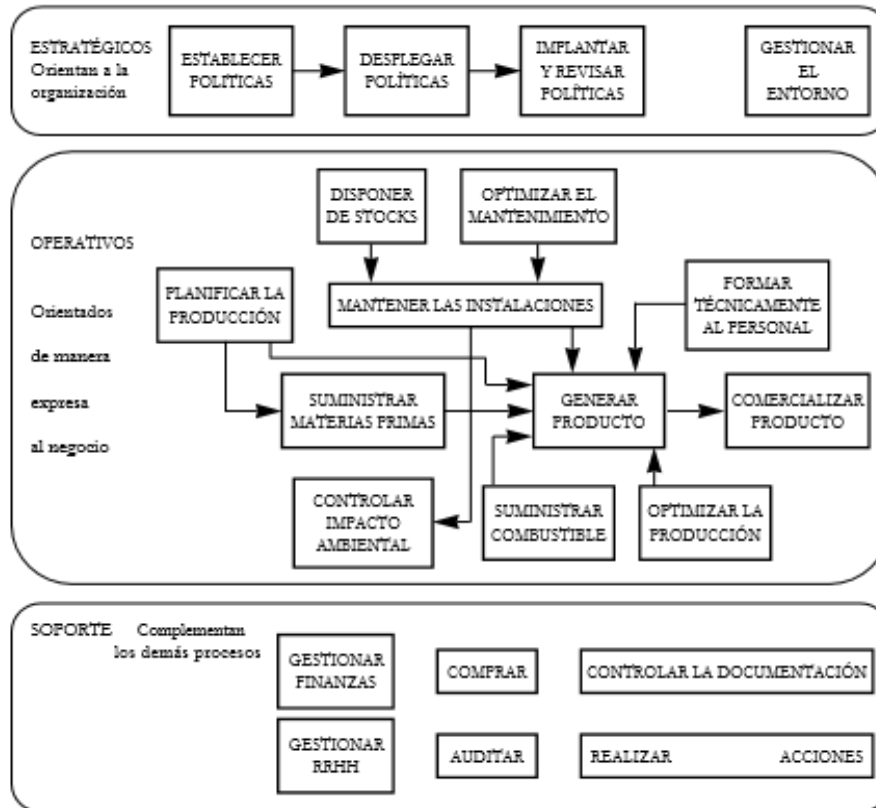 ESTRATÉGICOS
Orientan a la
organización
ESTABLECER
POLÍTICAS
DESPLEGAR
POLÍTICAS
IMPLANTAR
Y REVISAR
POLÍTICAS
GESTIONAR
EL
ENTORNO
OPERATIVOS
Orientados
de manera
expresa
al negocio
DISPONER
DE STOCKS
OPTIMIZAR EL
MANTENIMIENTO
PLANIFICAR LA
PRODUCCIÓN
MANTENER LAS INSTALACIONES
FORMAR
TÉCNICAMENTE
AL PERSONAL
SUMINISTRAR
MATERIAS PRIMAS
GENERAR
PRODUCTO
COMERCIALIZAR
PRODUCTO
CONTROLAR
IMPACTO
AMBIENTAL
SUMINISTRAR
COMBUSTIBLE
OPTIMIZAR LA
PRODUCCIÓN
SOPORTE Complementan
los demás procesos
GESTIONAR
FINANZAS
COMPRAR
CONTROLAR LA DOCUMENTACIÓN
GESTIONAR
RRHH
AUDITAR
REALIZAR ACCIONES